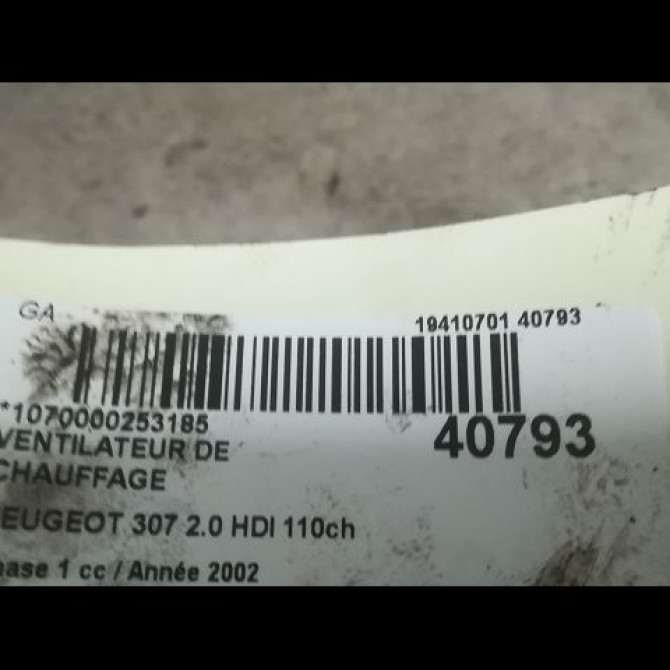 GA
19410701 40793
*1070000253185
40793
VENTILATEUR DE
CHAUFFAGE
EUGEOT 307 2.0 HDI 110ch
hase 1 cc / Année 2002